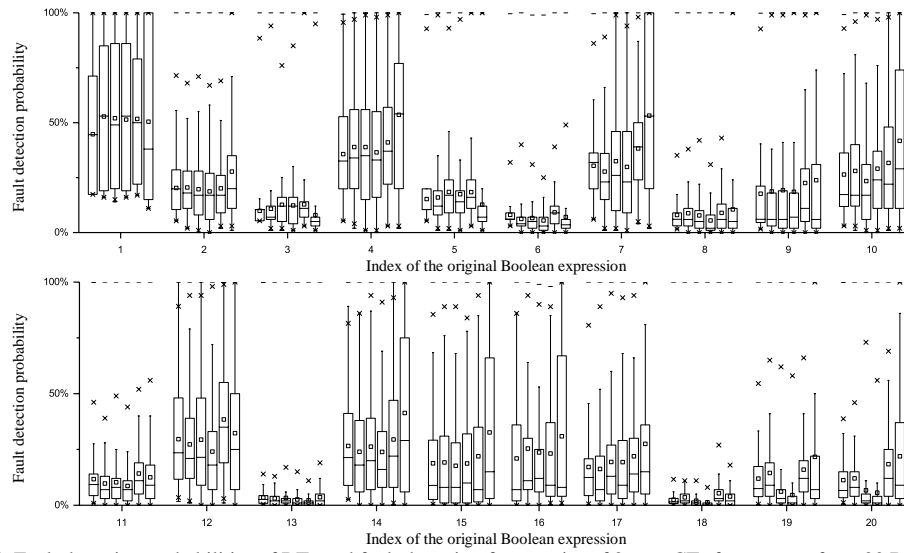 Fault detection probability
100%
50%
0%
1 2 3 4 5 6 7 8 9 10
Index of the original Boolean expression
Fault detection probability
100%
50%
0%
11 12 13 14 15 16 17 18 19 20
Index of the original Boolean expression